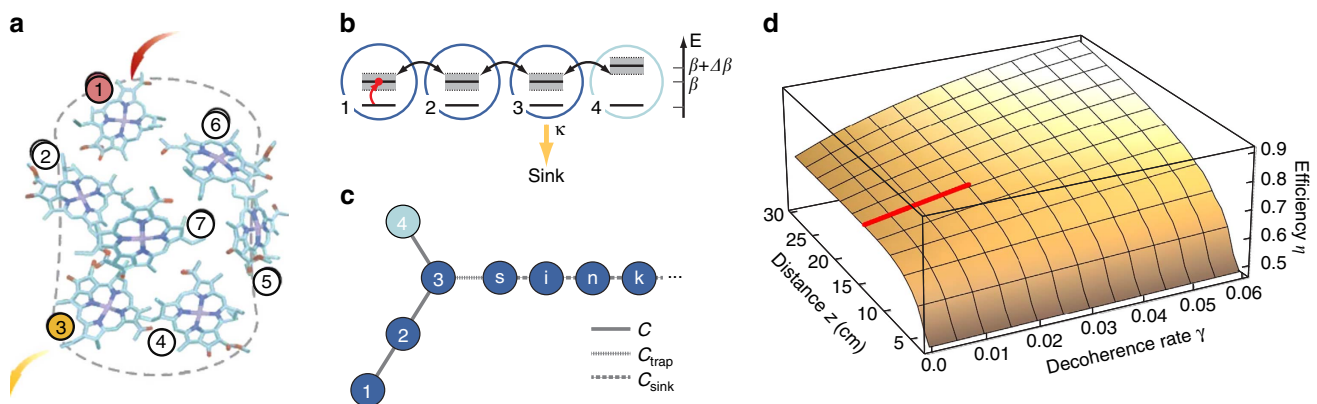 a
1
2
6
7
5
3
4
b
E
β+Δβ
β
1 2 3 4
κ
Sink
c
4
3 s i n k ...
2
1
C
C_trap
C_sink
d
0.9
0.8
0.7
0.6
0.5
Efficiency η
30
25
20
15
10
5
Distance z (cm)
0.0 0.01 0.02 0.03 0.04 0.05 0.06
Decoherence rate γ